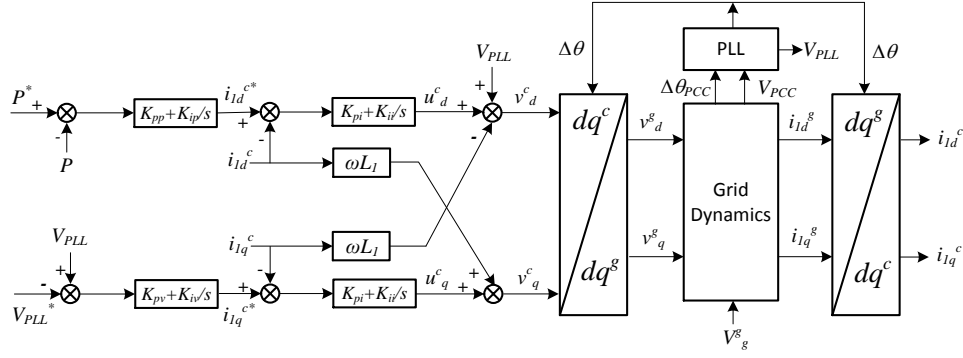 PLL
Δθ
Δθ
V_PLL
Δθ_PCC
V_PCC
V_PLL
P*
+
-
P
K_pp+K_ip/s
i_1d^c*
+
-
i_1d^c
K_pi+K_ii/s
u^c_d
+
+
-
v^c_d
ωL_1
dq^c
dq^g
v^g_d
v^g_q
Grid
Dynamics
V^g_g
i_1d^g
i_1q^g
dq^g
dq^c
i_1d^c
i_1q^c
V_PLL
+
-
V_PLL*
K_pv+K_iv/s
i_1q^c*
+
-
i_1q^c
ωL_1
K_pi+K_ii/s
u^c_q
+
+
v^c_q